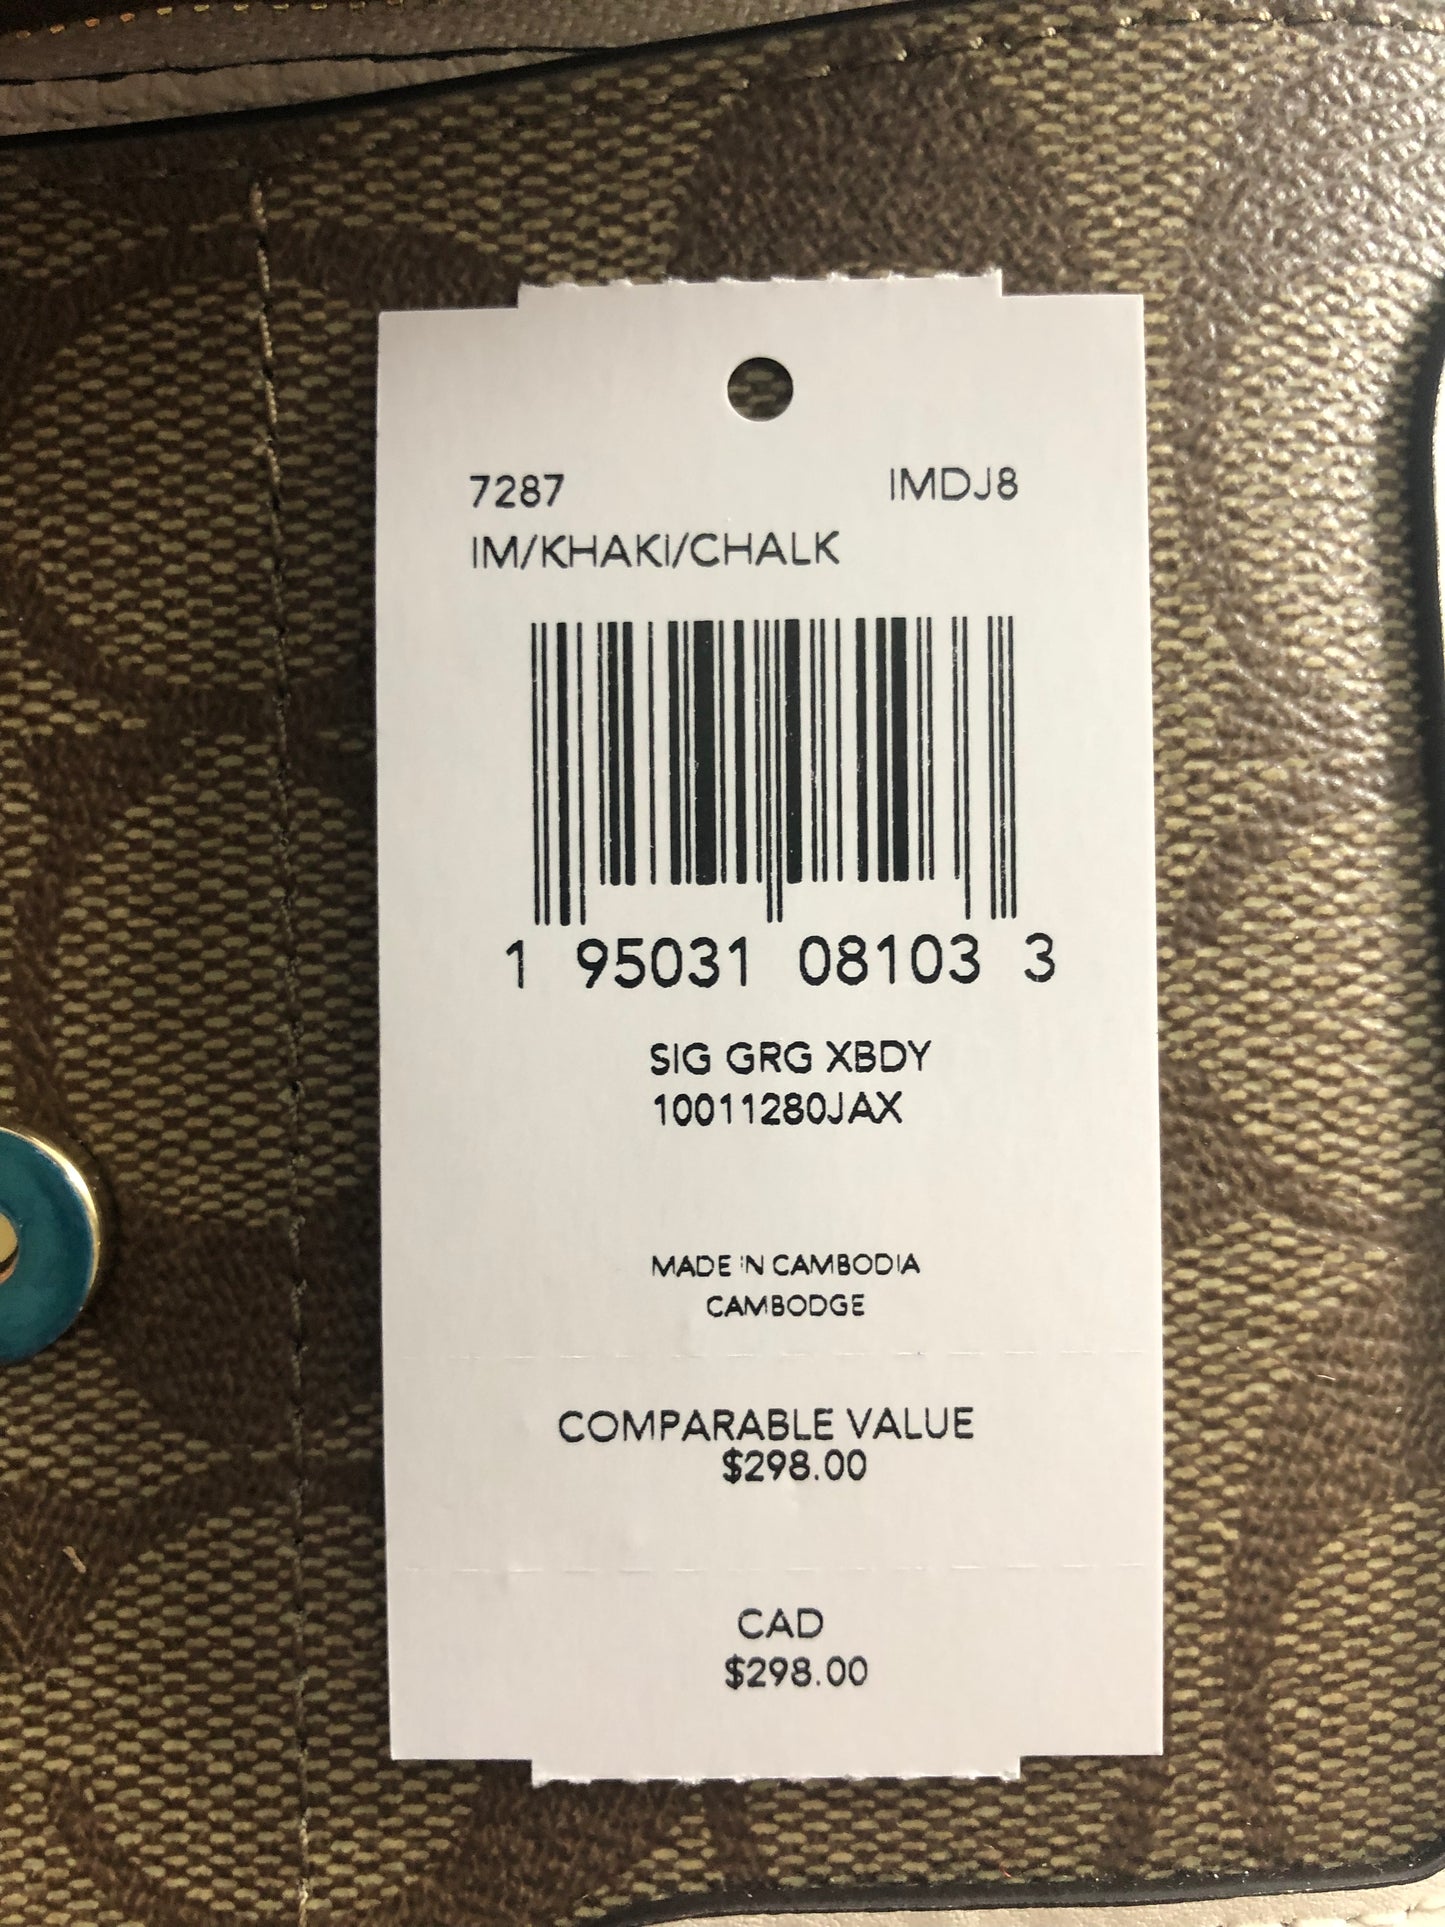 7287 IMDJ8
IM/KHAKI/CHALK
1 95031 08103 3
SIG GRG XBDY
10011280JAX
MADE IN CAMBODIA
CAMBODGE
COMPARABLE VALUE
$298.00
CAD
$298.00